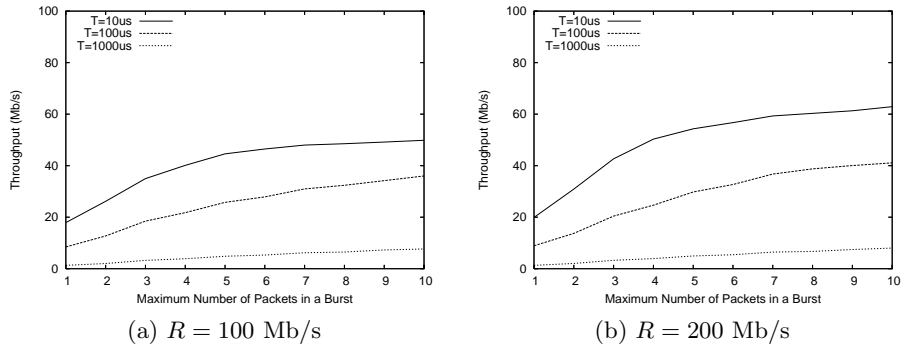 100
80
60
40
20
0
Throughput (Mb/s)
T=10us
T=100us
T=1000us
1 2 3 4 5 6 7 8 9 10
Maximum Number of Packets in a Burst
(a) R = 100 Mb/s
100
80
60
40
20
0
Throughput (Mb/s)
T=10us
T=100us
T=1000us
1 2 3 4 5 6 7 8 9 10
Maximum Number of Packets in a Burst
(b) R = 200 Mb/s